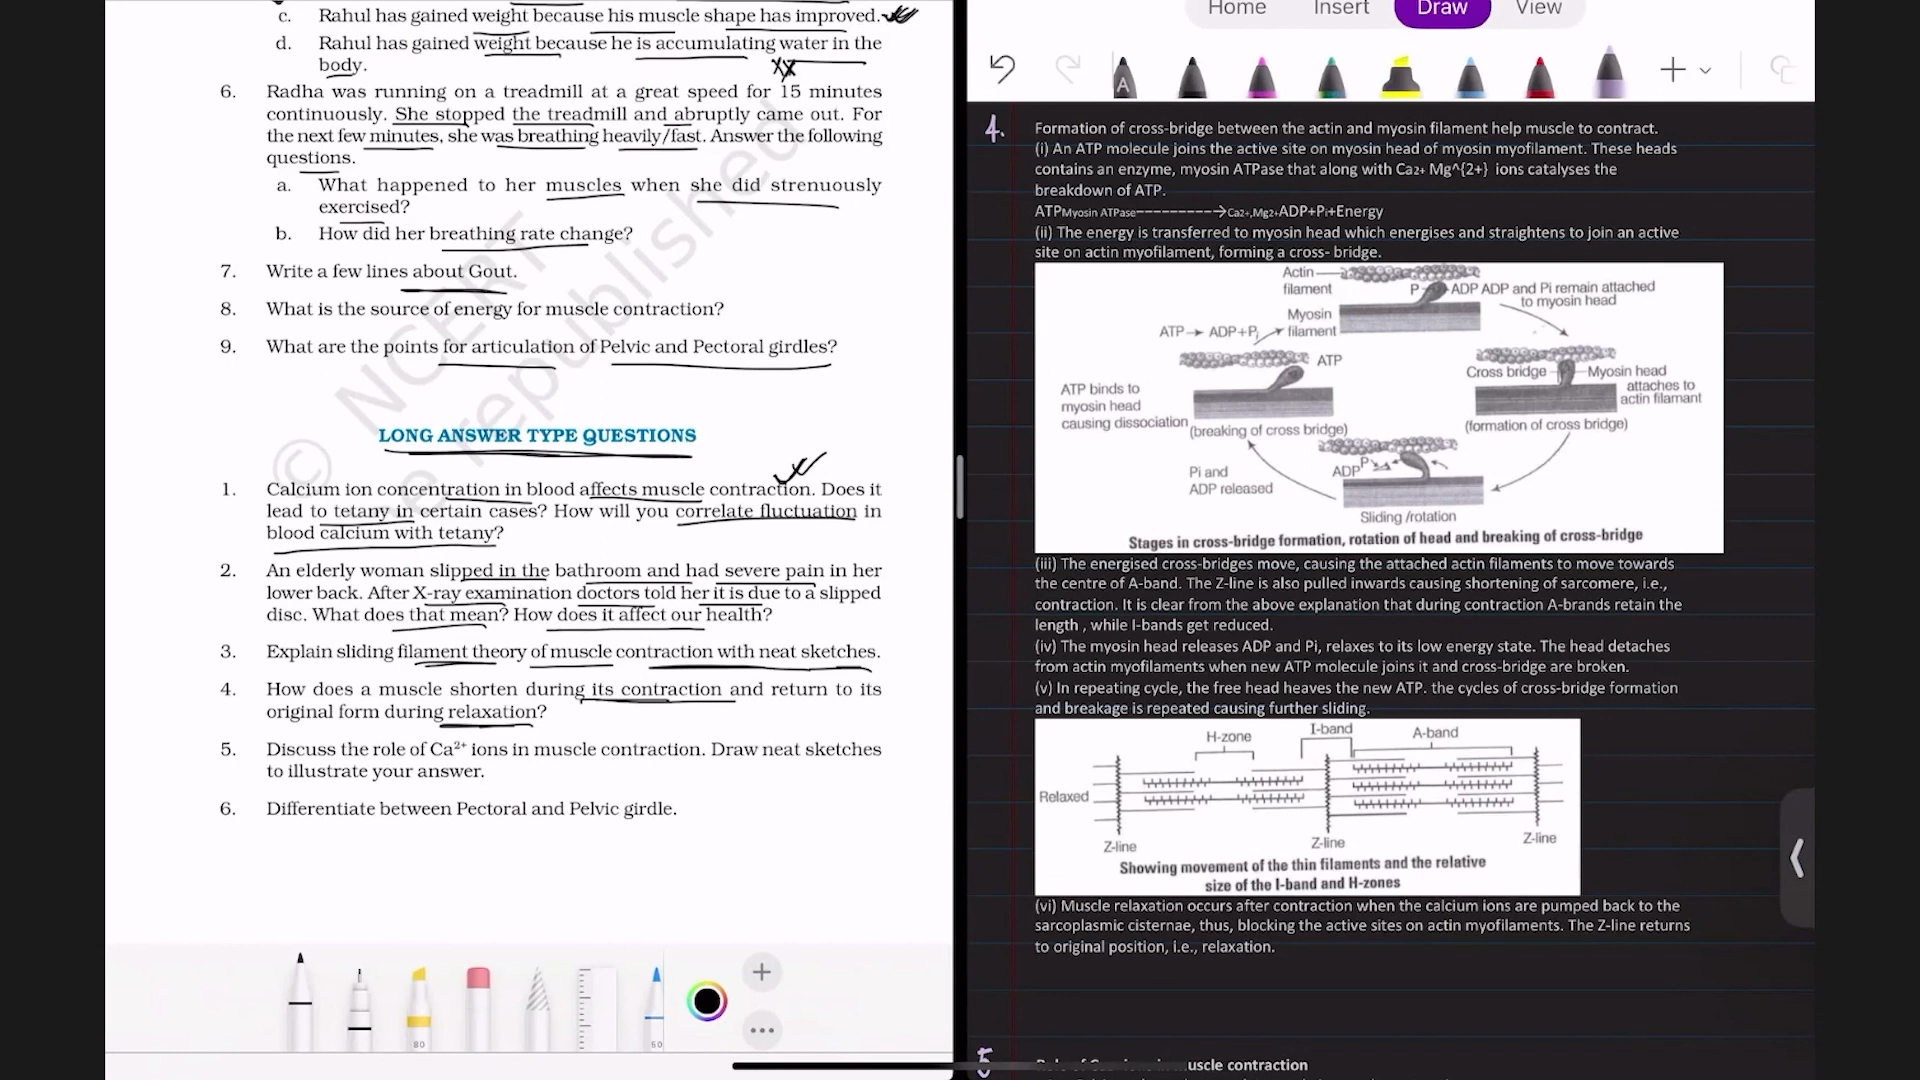 c. Rahul has gained weight because his muscle shape has improved.
d. Rahul has gained weight because he is accumulating water in the
body.
6. Radha was running on a treadmill at a great speed for 15 minutes
continuously. She stopped the treadmill and abruptly came out. For
the next few minutes, she was breathing heavily/fast. Answer the following
questions.
a. What happened to her muscles when she did strenuously
exercised?
b. How did her breathing rate change?
7. Write a few lines about Gout.
8. What is the source of energy for muscle contraction?
9. What are the points for articulation of Pelvic and Pectoral girdles?
© NCERT
republished
LONG ANSWER TYPE QUESTIONS
1. Calcium ion concentration in blood affects muscle contraction. Does it
lead to tetany in certain cases? How will you correlate fluctuation in
blood calcium with tetany?
2. An elderly woman slipped in the bathroom and had severe pain in her
lower back. After X-ray examination doctors told her it is due to a slipped
disc. What does that mean? How does it affect our health?
3. Explain sliding filament theory of muscle contraction with neat sketches.
4. How does a muscle shorten during its contraction and return to its
original form during relaxation?
5. Discuss the role of Ca²⁺ ions in muscle contraction. Draw neat sketches
to illustrate your answer.
6. Differentiate between Pectoral and Pelvic girdle.
80
50
Home Insert Draw View
A
4. Formation of cross-bridge between the actin and myosin filament help muscle to contract.
(i) An ATP molecule joins the active site on myosin head of myosin myofilament. These heads
contains an enzyme, myosin ATPase that along with Ca2+ Mg^{2+} ions catalyses the
breakdown of ATP.
ATPMyosin ATPase----------→Ca2+,Mg2+ADP+Pi+Energy
(ii) The energy is transferred to myosin head which energises and straightens to join an active
site on actin myofilament, forming a cross- bridge.
Actin
filament
P ADP ADP and Pi remain attached
to myosin head
Myosin
filament
ATP → ADP+Pi
ATP
Cross bridge
Myosin head
attaches to
actin filamant
ATP binds to
myosin head
causing dissociation
(breaking of cross bridge)
(formation of cross bridge)
ADP P
Pi and
ADP released
Sliding /rotation
Stages in cross-bridge formation, rotation of head and breaking of cross-bridge
(iii) The energised cross-bridges move, causing the attached actin filaments to move towards
the centre of A-band. The Z-line is also pulled inwards causing shortening of sarcomere, i.e.,
contraction. It is clear from the above explanation that during contraction A-brands retain the
length , while I-bands get reduced.
(iv) The myosin head releases ADP and Pi, relaxes to its low energy state. The head detaches
from actin myofilaments when new ATP molecule joins it and cross-bridge are broken.
(v) In repeating cycle, the free head heaves the new ATP. the cycles of cross-bridge formation
and breakage is repeated causing further sliding.
H-zone I-band A-band
Relaxed
Z-line Z-line Z-line
Showing movement of the thin filaments and the relative
size of the I-band and H-zones
(vi) Muscle relaxation occurs after contraction when the calcium ions are pumped back to the
sarcoplasmic cisternae, thus, blocking the active sites on actin myofilaments. The Z-line returns
to original position, i.e., relaxation.
5 muscle contraction